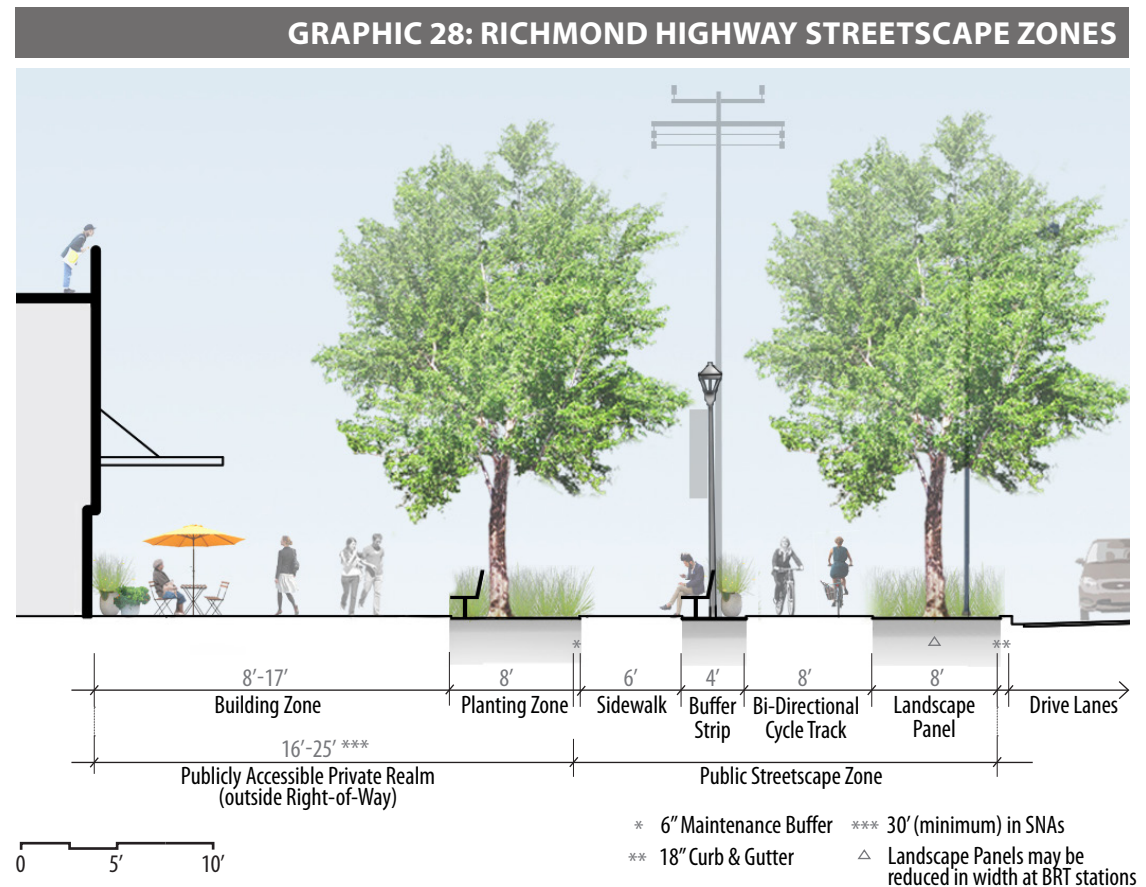 GRAPHIC 28: RICHMOND HIGHWAY STREETSCAPE ZONES
*
△
**
8'-17'
8'
6'
4'
8'
8'
Building Zone
Planting Zone
Sidewalk
Buffer
Strip
Bi-Directional
Cycle Track
Landscape
Panel
Drive Lanes
16'-25' ***
Publicly Accessible Private Realm
(outside Right-of-Way)
Public Streetscape Zone
* 6" Maintenance Buffer
** 18" Curb & Gutter
*** 30' (minimum) in SNAs
△ Landscape Panels may be
reduced in width at BRT stations
0 5' 10'